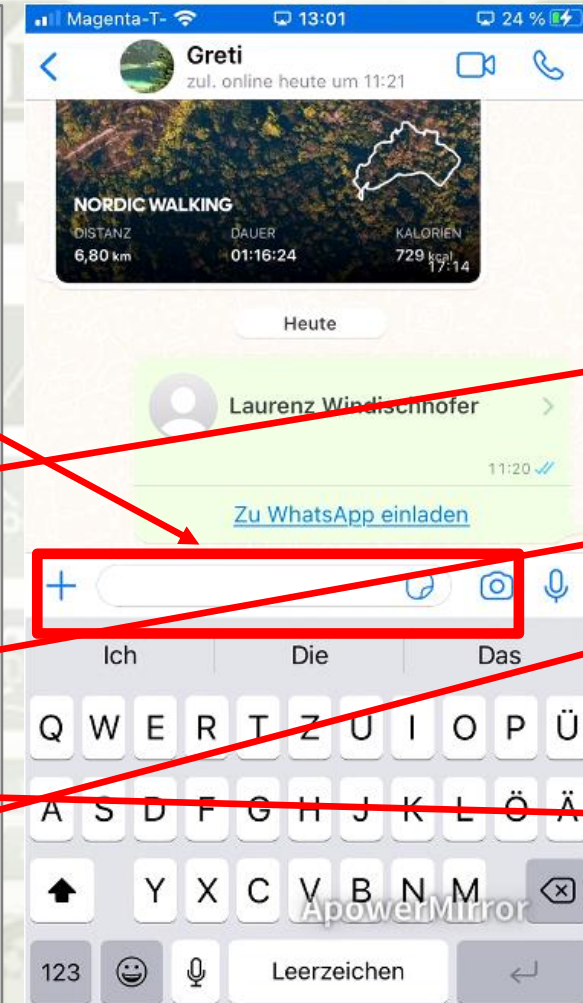 Magenta-T- 13:01 24 %
Greti
zul. online heute um 11:21
NORDIC WALKING
DISTANZ DAUER KALORIEN
6,80 km 01:16:24 729 kcal
17:14
Heute
Laurenz Windischhofer
11:20
Zu WhatsApp einladen
Ich Die Das
Q W E R T Z U I O P Ü
A S D F G H J K L Ö Ä
Y X C V B N M
ApowerMirror
123 Leerzeichen